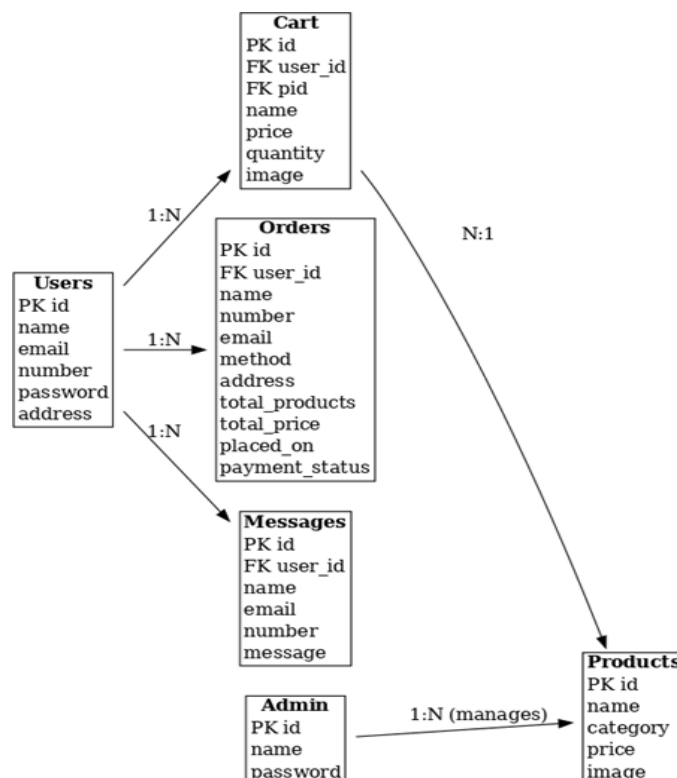 Cart
PK id
FK user_id
FK pid
name
price
quantity
image
1:N
N:1
Orders
PK id
FK user_id
name
number
email
method
address
total_products
total_price
placed_on
payment_status
Users
PK id
name
email
number
password
address
1:N
1:N
Messages
PK id
FK user_id
name
email
number
message
Admin
PK id
name
password
1:N (manages)
Products
PK id
name
category
price
image